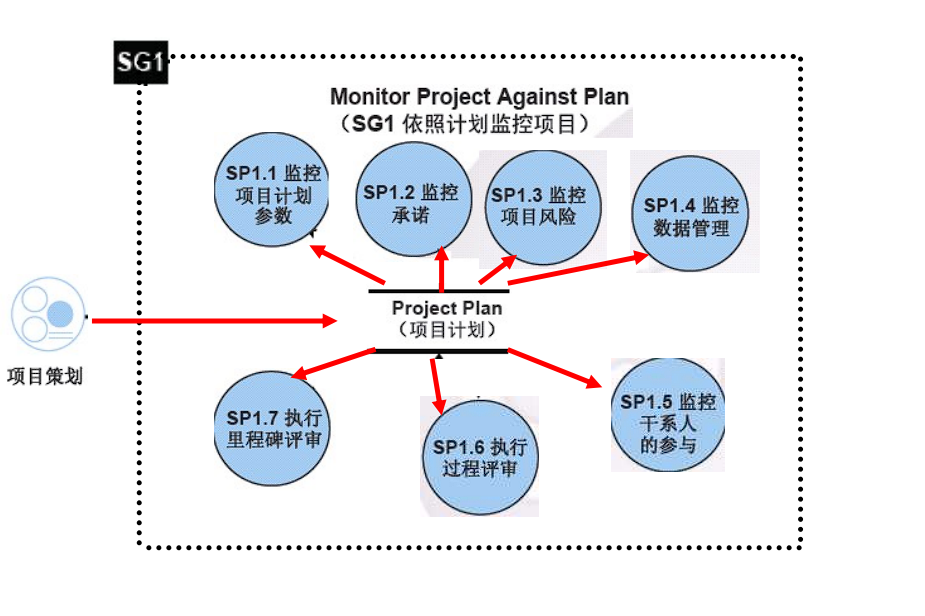 SG1
Monitor Project Against Plan
（SG1 依照计划监控项目）
SP1.1 监控
项目计划
参数
SP1.2 监控
承诺
SP1.3 监控
项目风险
SP1.4 监控
数据管理
Project Plan
（项目计划）
项目策划
SP1.7 执行
里程碑评审
SP1.6 执行
过程评审
SP1.5 监控
干系人
的参与